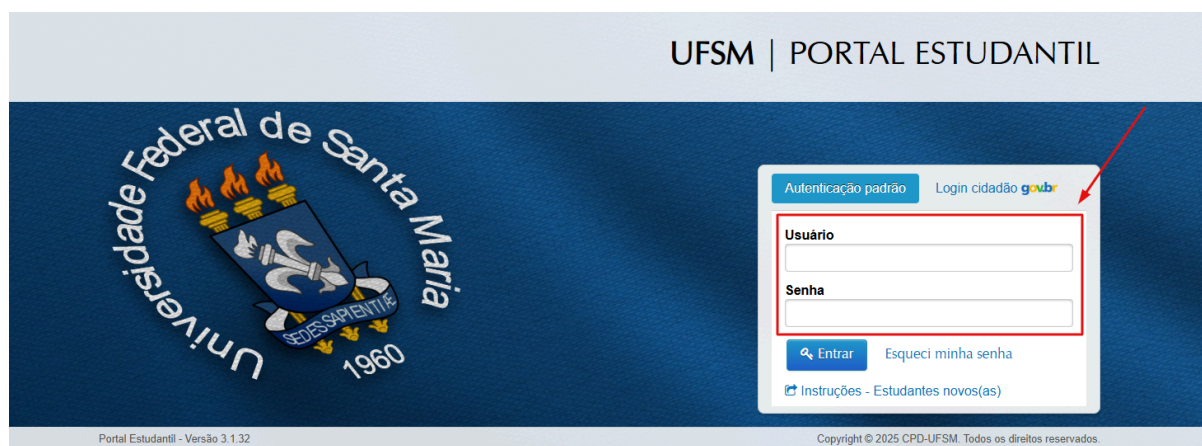 UFSM | PORTAL ESTUDANTIL
Universidade Federal de Santa Maria
SEDES SAPIENTIÆ
1960
Autenticação padrão Login cidadão gov.br
Usuário
Senha
Entrar Esqueci minha senha
Instruções - Estudantes novos(as)
Portal Estudantil - Versão 3.1.32 Copyright © 2025 CPD-UFSM. Todos os direitos reservados.